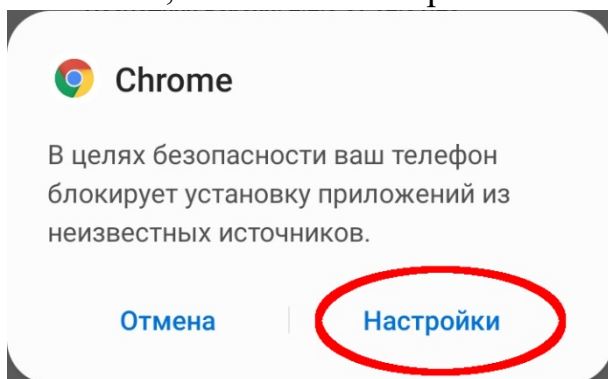 Chrome
В целях безопасности ваш телефон
блокирует установку приложений из
неизвестных источников.
Отмена
Настройки